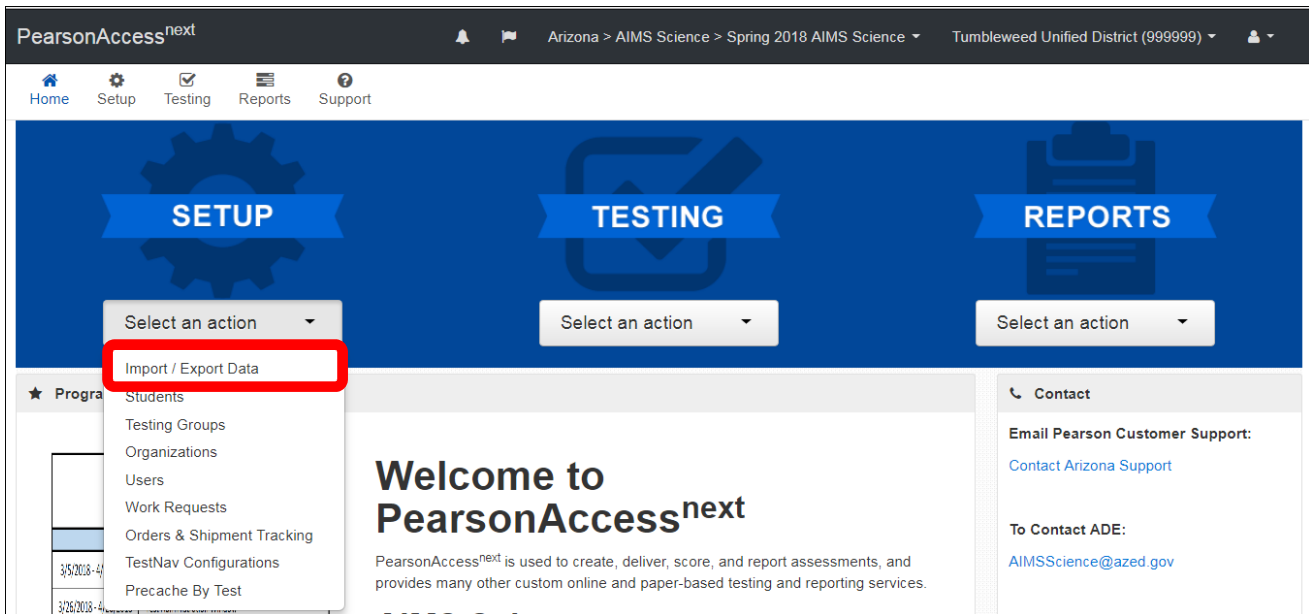 PearsonAccessnext
Arizona > AIMS Science > Spring 2018 AIMS Science
Tumbleweed Unified District (999999)
Home Setup Testing Reports Support
SETUP
TESTING
REPORTS
Select an action
Select an action
Select an action
Import / Export Data
Students
Testing Groups
Organizations
Users
Work Requests
Orders & Shipment Tracking
TestNav Configurations
Precache By Test
Progra
3/5/2018 - 4/
3/26/2018 - 4/
Welcome to
PearsonAccessnext
PearsonAccessnext is used to create, deliver, score, and report assessments, and
provides many other custom online and paper-based testing and reporting services.
Contact
Email Pearson Customer Support:
Contact Arizona Support
To Contact ADE:
AIMSScience@azed.gov